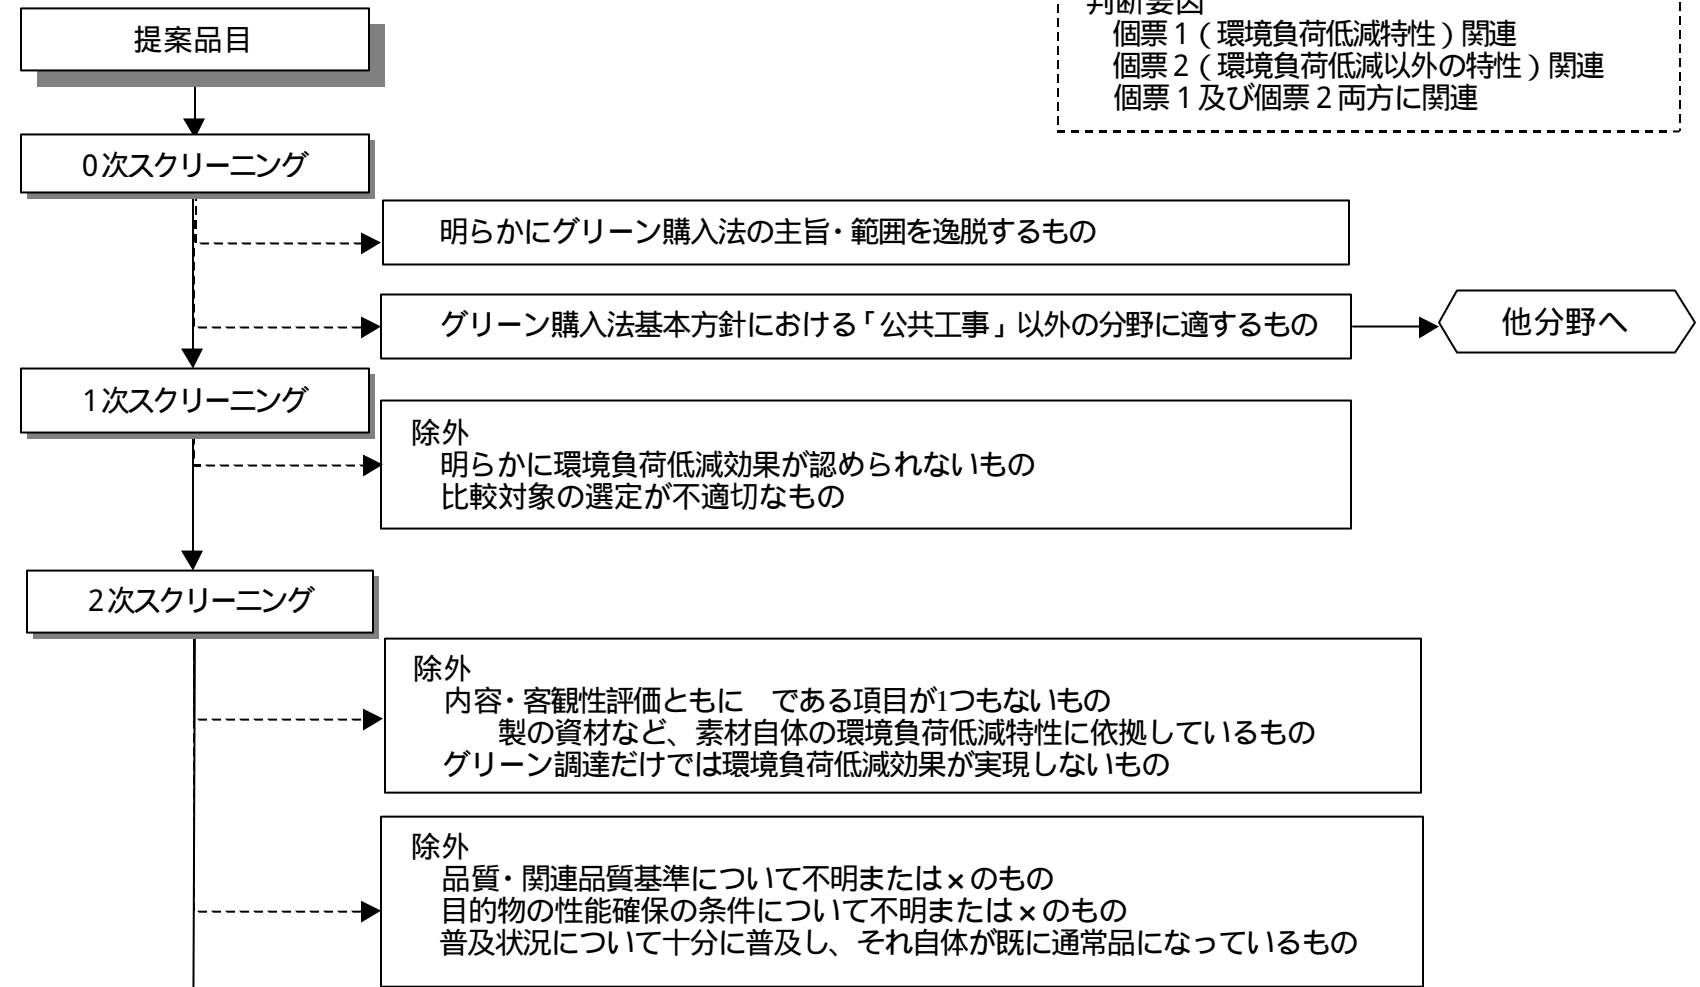 判断要因
個票1(環境負荷低減特性)関連
個票2(環境負荷低減以外の特性)関連
個票1及び個票2両方に関連
提案品目
0次スクリーニング
明らかにグリーン購入法の主旨・範囲を逸脱するもの
グリーン購入法基本方針における「公共工事」以外の分野に適するもの
他分野へ
1次スクリーニング
除外
明らかに環境負荷低減効果が認められないもの
比較対象の選定が不適切なもの
2次スクリーニング
除外
内容・客観性評価ともに　である項目が1つもないもの
製の資材など、素材自体の環境負荷低減特性に依拠しているもの
グリーン調達だけでは環境負荷低減効果が実現しないもの
除外
品質・関連品質基準について不明または×のもの
目的物の性能確保の条件について不明または×のもの
普及状況について十分に普及し、それ自体が既に通常品になっているもの